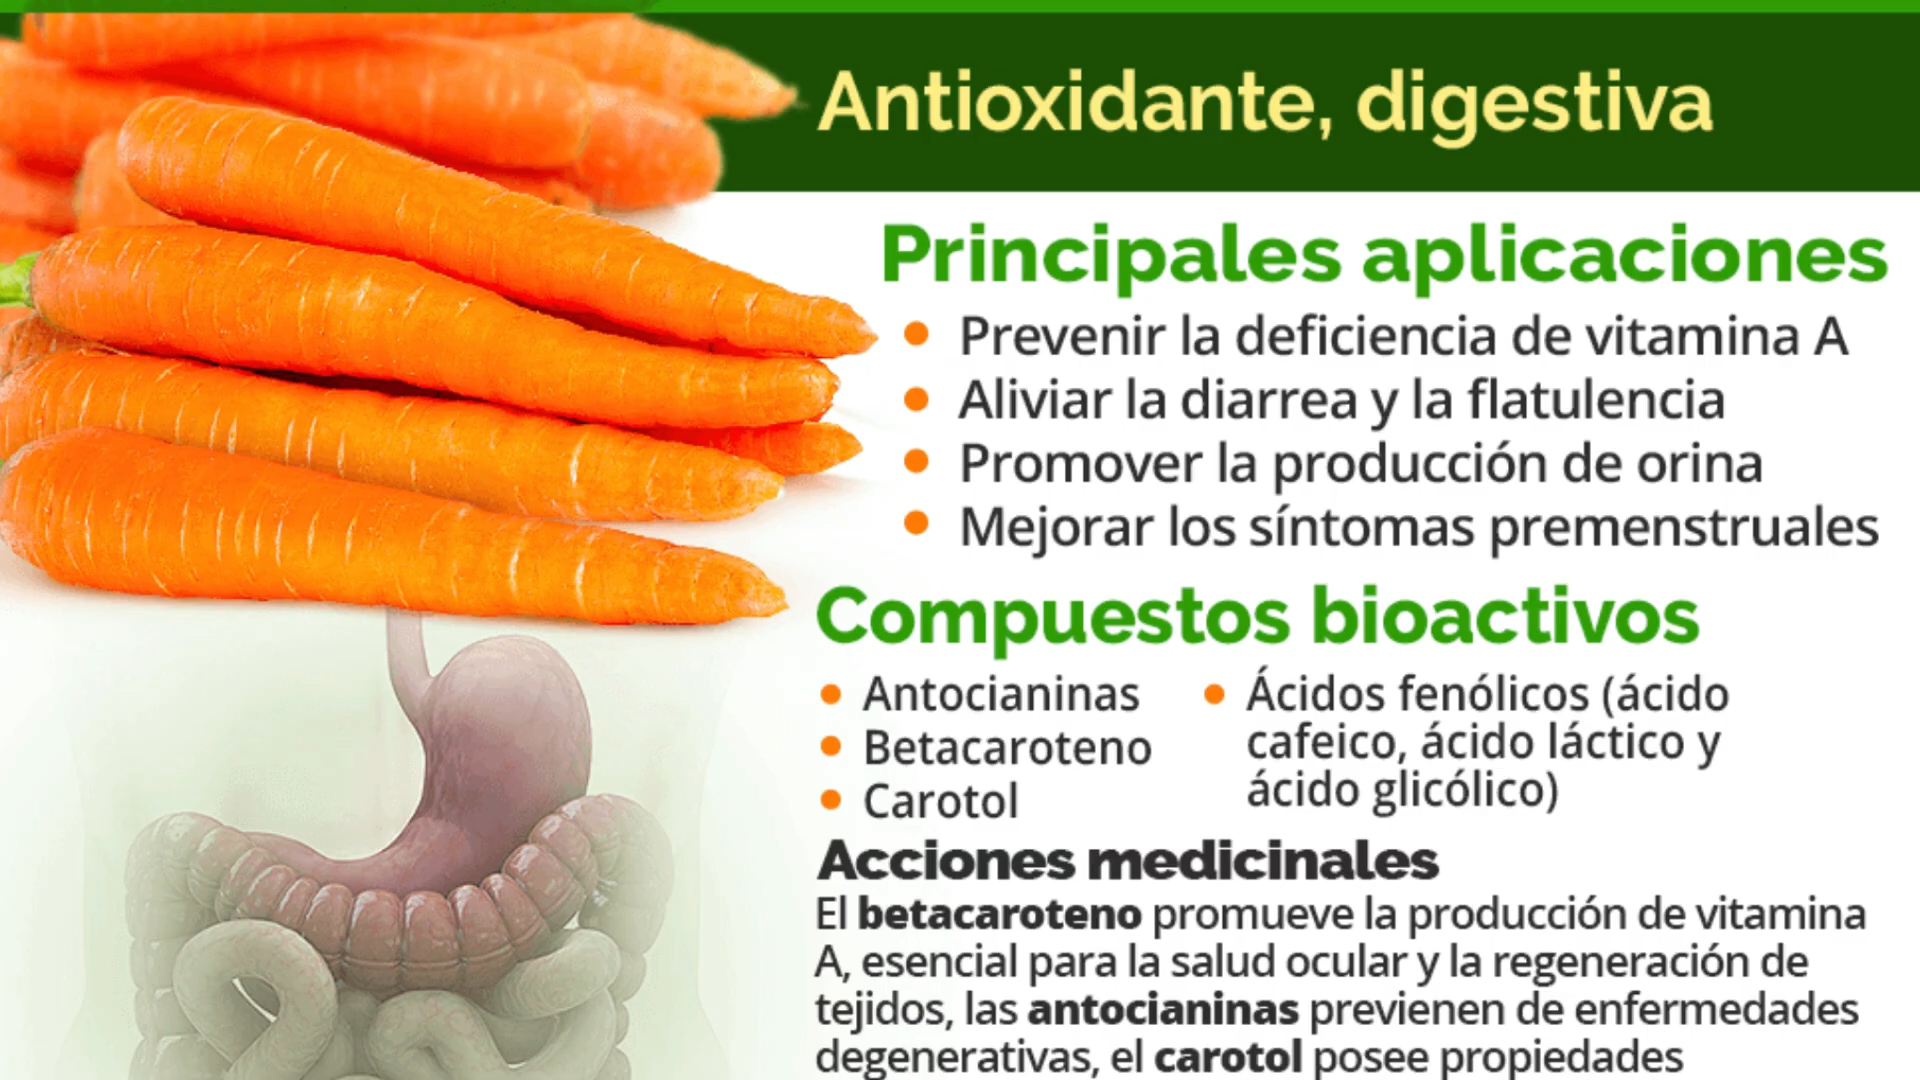 Antioxidante, digestiva
Principales aplicaciones
Prevenir la deficiencia de vitamina A
Aliviar la diarrea y la flatulencia
Promover la producción de orina
Mejorar los síntomas premenstruales
Compuestos bioactivos
Antocianinas
Betacaroteno
Carotol
Ácidos fenólicos (ácido
cafeico, ácido láctico y
ácido glicólico)
Acciones medicinales
El betacaroteno promueve la producción de vitamina
A, esencial para la salud ocular y la regeneración de
tejidos, las antocianinas previenen de enfermedades
degenerativas, el carotol posee propiedades